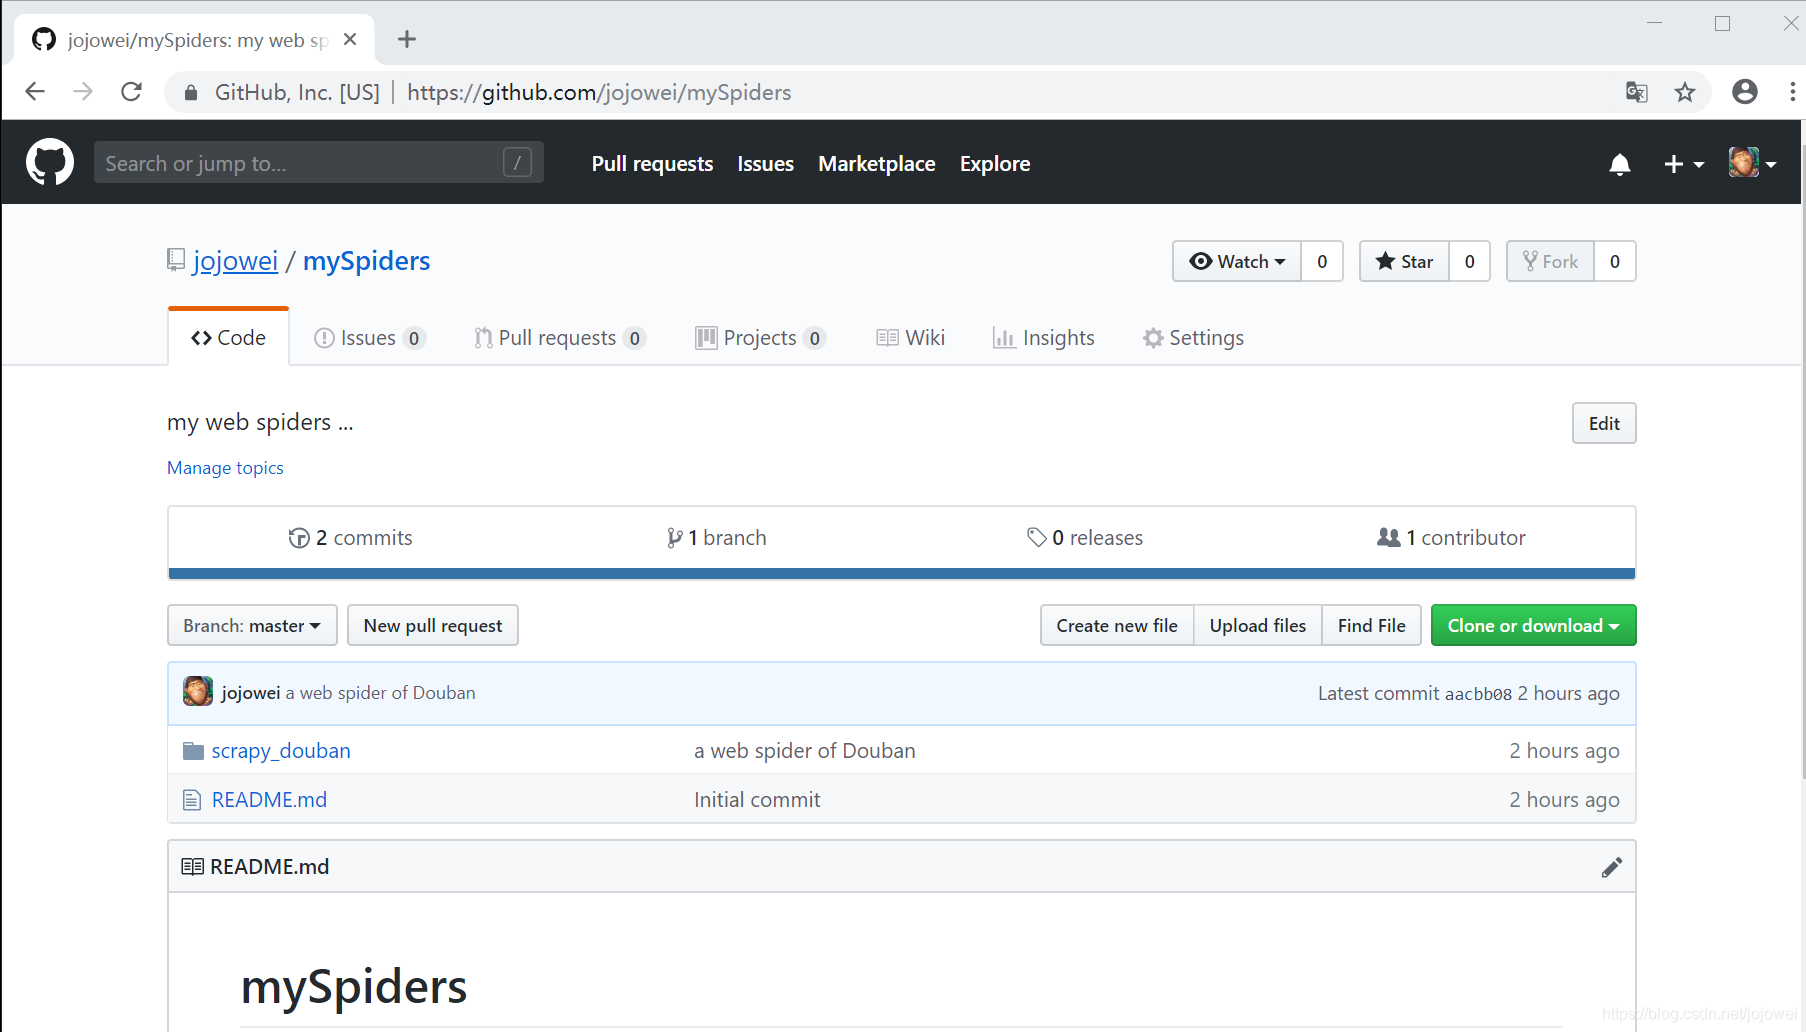 jojowei/mySpiders: my web sp
GitHub, Inc. [US] | https://github.com/jojowei/mySpiders
Search or jump to... /
Pull requests Issues Marketplace Explore
jojowei / mySpiders
Watch 0 Star 0 Fork 0
Code Issues 0 Pull requests 0 Projects 0 Wiki Insights Settings
my web spiders ...
Edit
Manage topics
2 commits 1 branch 0 releases 1 contributor
Branch: master New pull request Create new file Upload files Find File Clone or download
jojowei a web spider of Douban Latest commit aacbb08 2 hours ago
scrapy_douban a web spider of Douban 2 hours ago
README.md Initial commit 2 hours ago
README.md
mySpiders
https://blog.csdn.net/jojowei